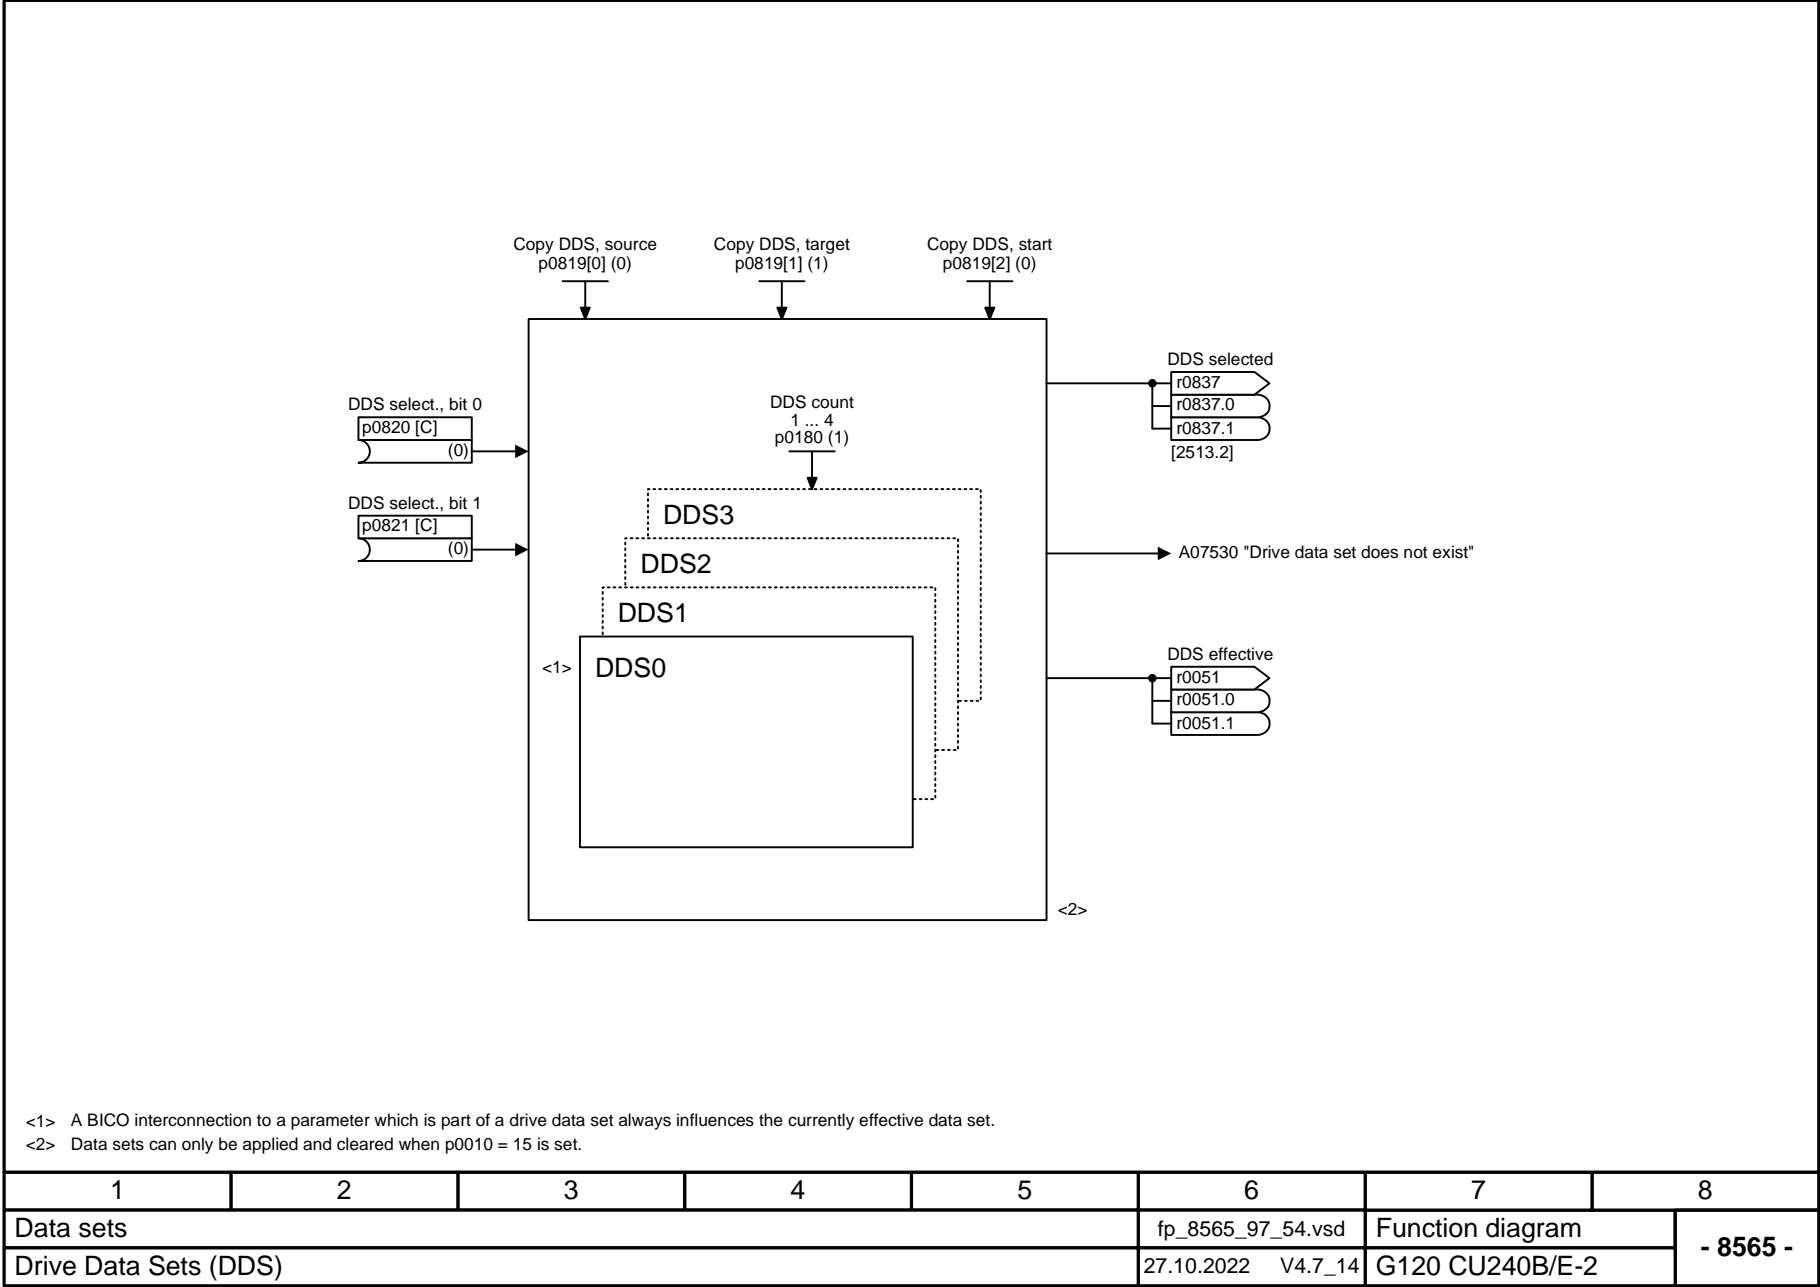 Copy DDS, source
p0819[0] (0)
Copy DDS, target
p0819[1] (1)
Copy DDS, start
p0819[2] (0)
DDS select., bit 0
p0820 [C]
(0)
DDS select., bit 1
p0821 [C]
(0)
DDS count
1 ... 4
p0180 (1)
DDS3
DDS2
DDS1
<1>
DDS0
DDS selected
r0837
r0837.0
r0837.1
[2513.2]
A07530 "Drive data set does not exist"
DDS effective
r0051
r0051.0
r0051.1
<2>
<1> A BICO interconnection to a parameter which is part of a drive data set always influences the currently effective data set.
<2> Data sets can only be applied and cleared when p0010 = 15 is set.
1 2 3 4 5 6 7 8
Data sets
fp_8565_97_54.vsd
Function diagram
- 8565 -
Drive Data Sets (DDS)
27.10.2022 V4.7_14
G120 CU240B/E-2